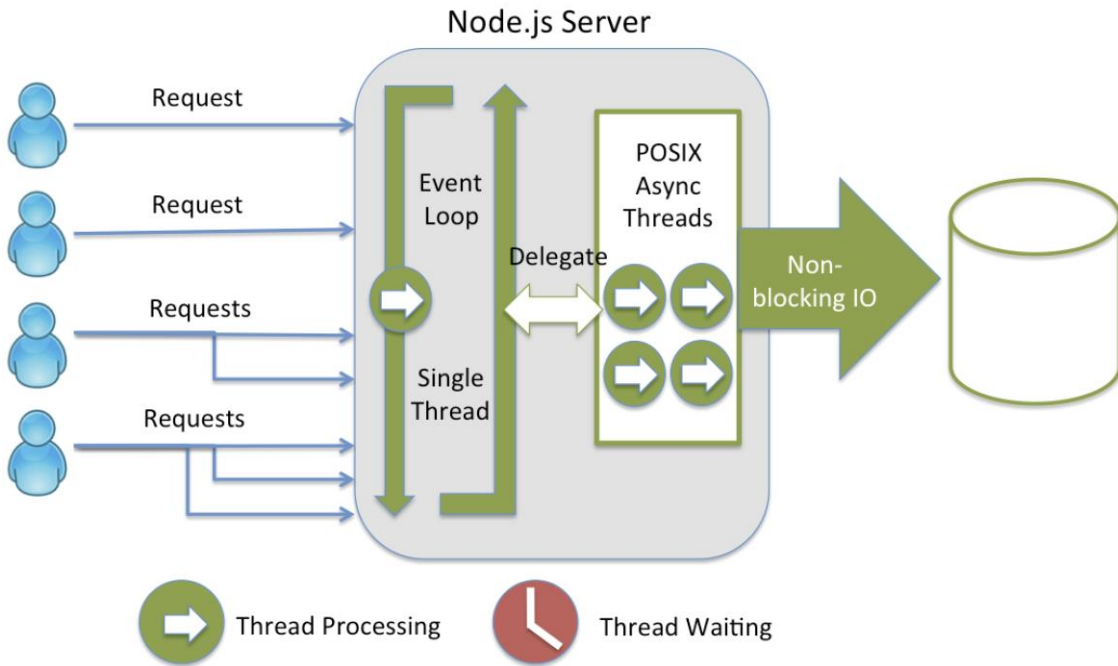 Node.js Server
Request
Request
Requests
Requests
Event
Loop
Single
Thread
Delegate
POSIX
Async
Threads
Non-
blocking IO
Thread Processing
Thread Waiting